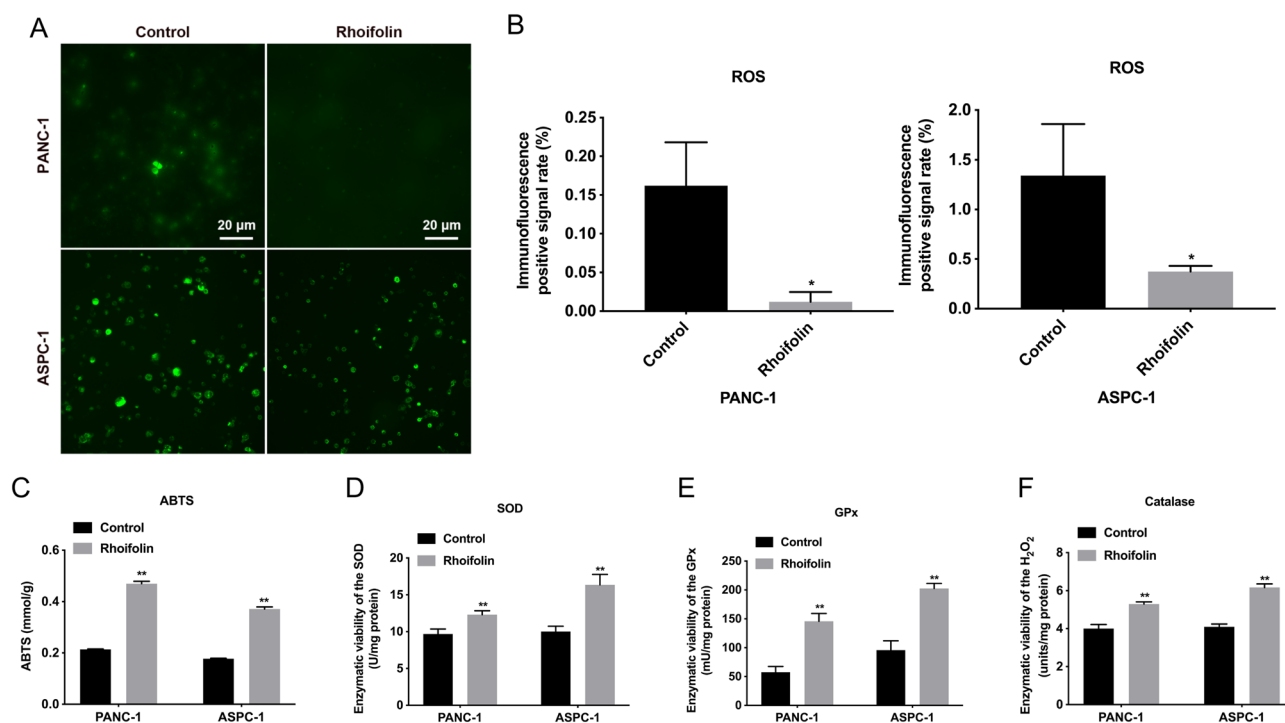 A
Control
Rhoifolin
PANC-1
20 μm
20 μm
ASPC-1
B
ROS
Immunofluorescence
positive signal rate (%)
0.25
0.20
0.15
0.10
0.05
0.00
*
Control
Rhoifolin
PANC-1
ROS
Immunofluorescence
positive signal rate (%)
2.0
1.5
1.0
0.5
0.0
*
Control
Rhoifolin
ASPC-1
C
ABTS
Control
Rhoifolin
ABTS (mmol/g)
0.6
0.4
0.2
0.0
**
**
PANC-1
ASPC-1
D
SOD
Control
Rhoifolin
Enzymatic viability of the SOD
(U/mg protein)
20
15
10
5
0
**
**
PANC-1
ASPC-1
E
GPx
Control
Rhoifolin
Enzymatic viability of the GPx
(mU/mg protein)
250
200
150
100
50
0
**
**
PANC-1
ASPC-1
F
Catalase
Control
Rhoifolin
Enzymatic viability of the H₂O₂
(units/mg protein)
8
6
4
2
0
**
**
PANC-1
ASPC-1